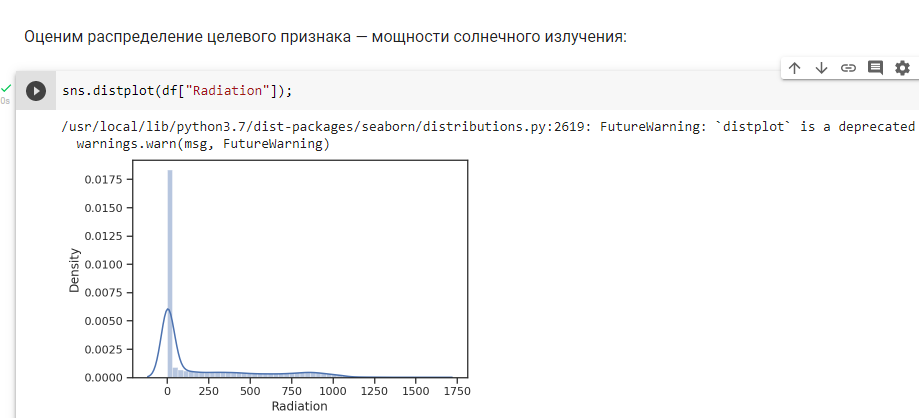 Оценим распределение целевого признака — мощности солнечного излучения:
sns.distplot(df["Radiation"]);
0s
/usr/local/lib/python3.7/dist-packages/seaborn/distributions.py:2619: FutureWarning: `distplot` is a deprecated
warnings.warn(msg, FutureWarning)
0.0175
0.0150
0.0125
0.0100
0.0075
0.0050
0.0025
0.0000
Density
0 250 500 750 1000 1250 1500 1750
Radiation